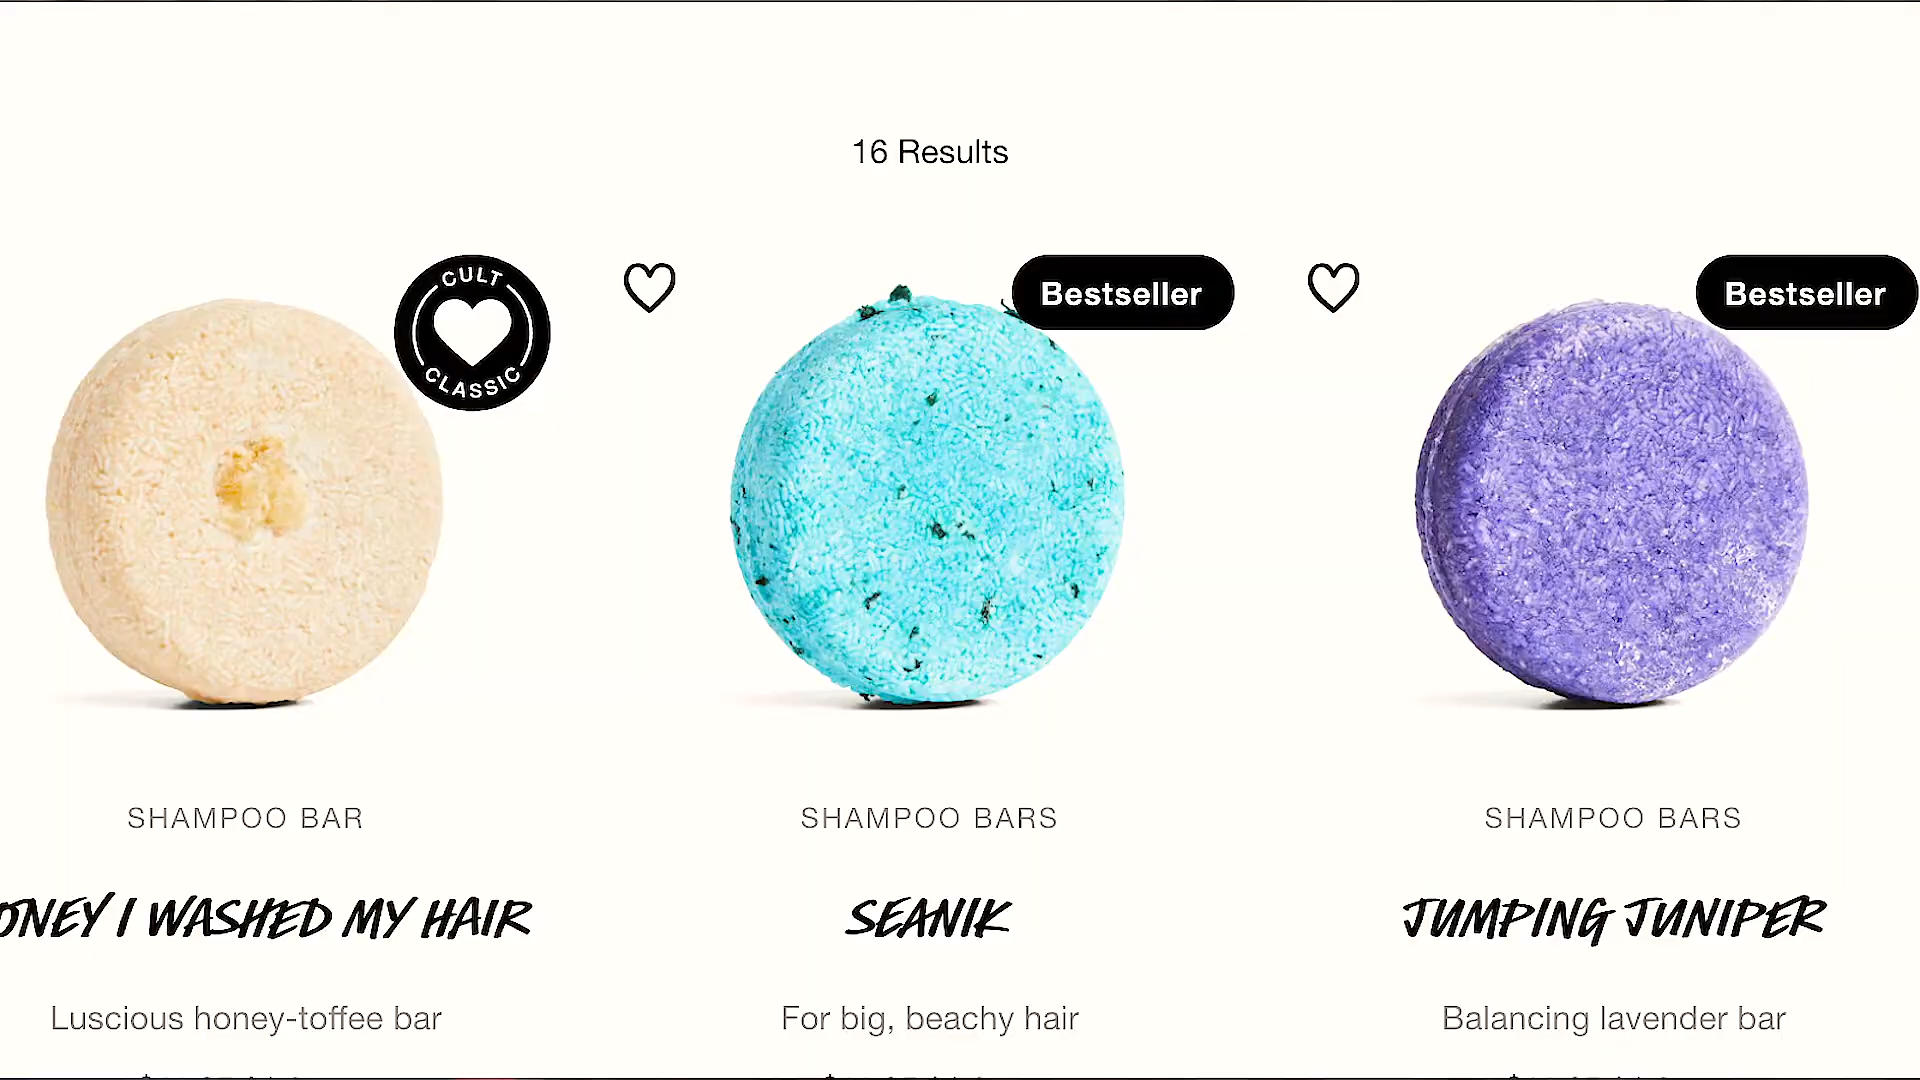 16 Results
CULT
CLASSIC
Bestseller
Bestseller
SHAMPOO BAR
SHAMPOO BARS
SHAMPOO BARS
ONEY I WASHED MY HAIR
SEANIK
JUMPING JUNIPER
Luscious honey-toffee bar
For big, beachy hair
Balancing lavender bar